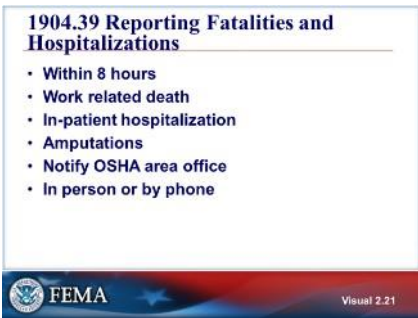 1904.39 Reporting Fatalities and
Hospitalizations
• Within 8 hours
• Work related death
• In-patient hospitalization
• Amputations
• Notify OSHA area office
• In person or by phone
FEMA
Visual 2.21